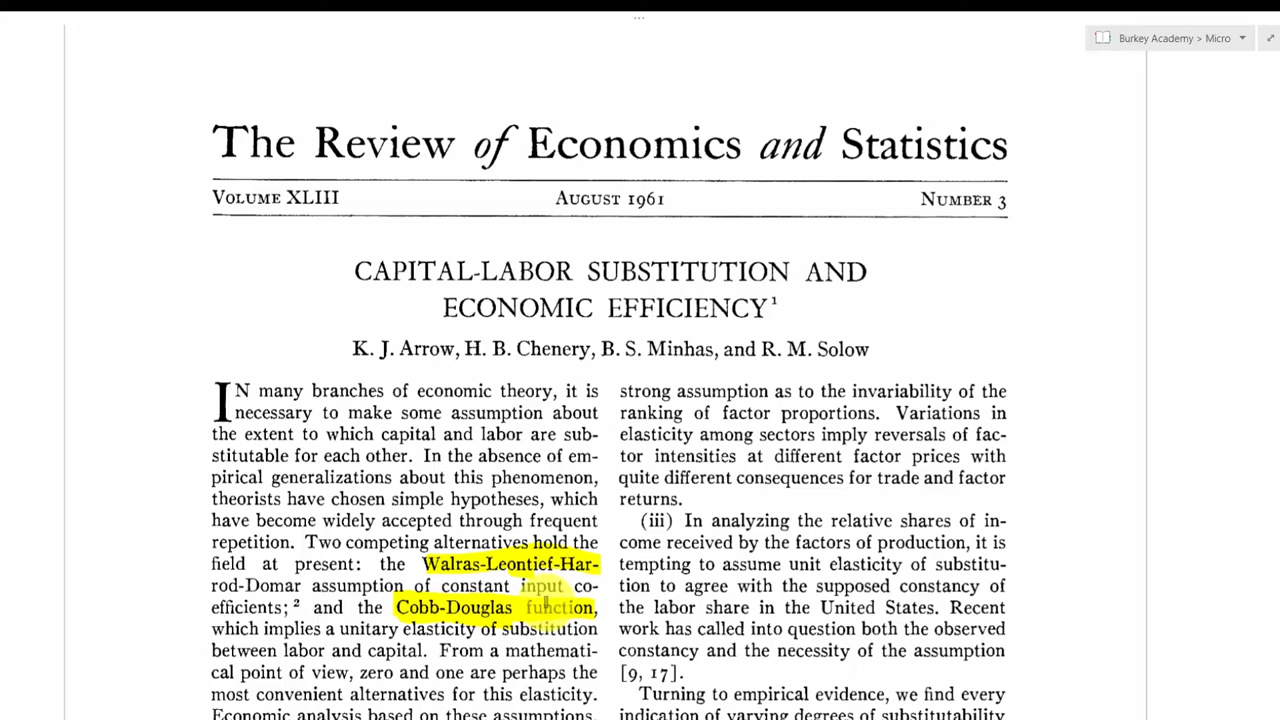 ...
Burkey Academy > Micro
The Review of Economics and Statistics
VOLUME XLIII AUGUST 1961 NUMBER 3
CAPITAL-LABOR SUBSTITUTION AND
ECONOMIC EFFICIENCY¹
K. J. Arrow, H. B. Chenery, B. S. Minhas, and R. M. Solow
IN many branches of economic theory, it is
necessary to make some assumption about
the extent to which capital and labor are sub-
stitutable for each other. In the absence of em-
pirical generalizations about this phenomenon,
theorists have chosen simple hypotheses, which
have become widely accepted through frequent
repetition. Two competing alternatives hold the
field at present: the Walras-Leontief-Har-
rod-Domar assumption of constant input co-
efficients; ² and the Cobb-Douglas function,
which implies a unitary elasticity of substitution
between labor and capital. From a mathemati-
cal point of view, zero and one are perhaps the
most convenient alternatives for this elasticity.
Economic analysis based on these assumptions,
strong assumption as to the invariability of the
ranking of factor proportions. Variations in
elasticity among sectors imply reversals of fac-
tor intensities at different factor prices with
quite different consequences for trade and factor
returns.
(iii) In analyzing the relative shares of in-
come received by the factors of production, it is
tempting to assume unit elasticity of substitu-
tion to agree with the supposed constancy of
the labor share in the United States. Recent
work has called into question both the observed
constancy and the necessity of the assumption
[9, 17].
Turning to empirical evidence, we find every
indication of varying degrees of substitutability